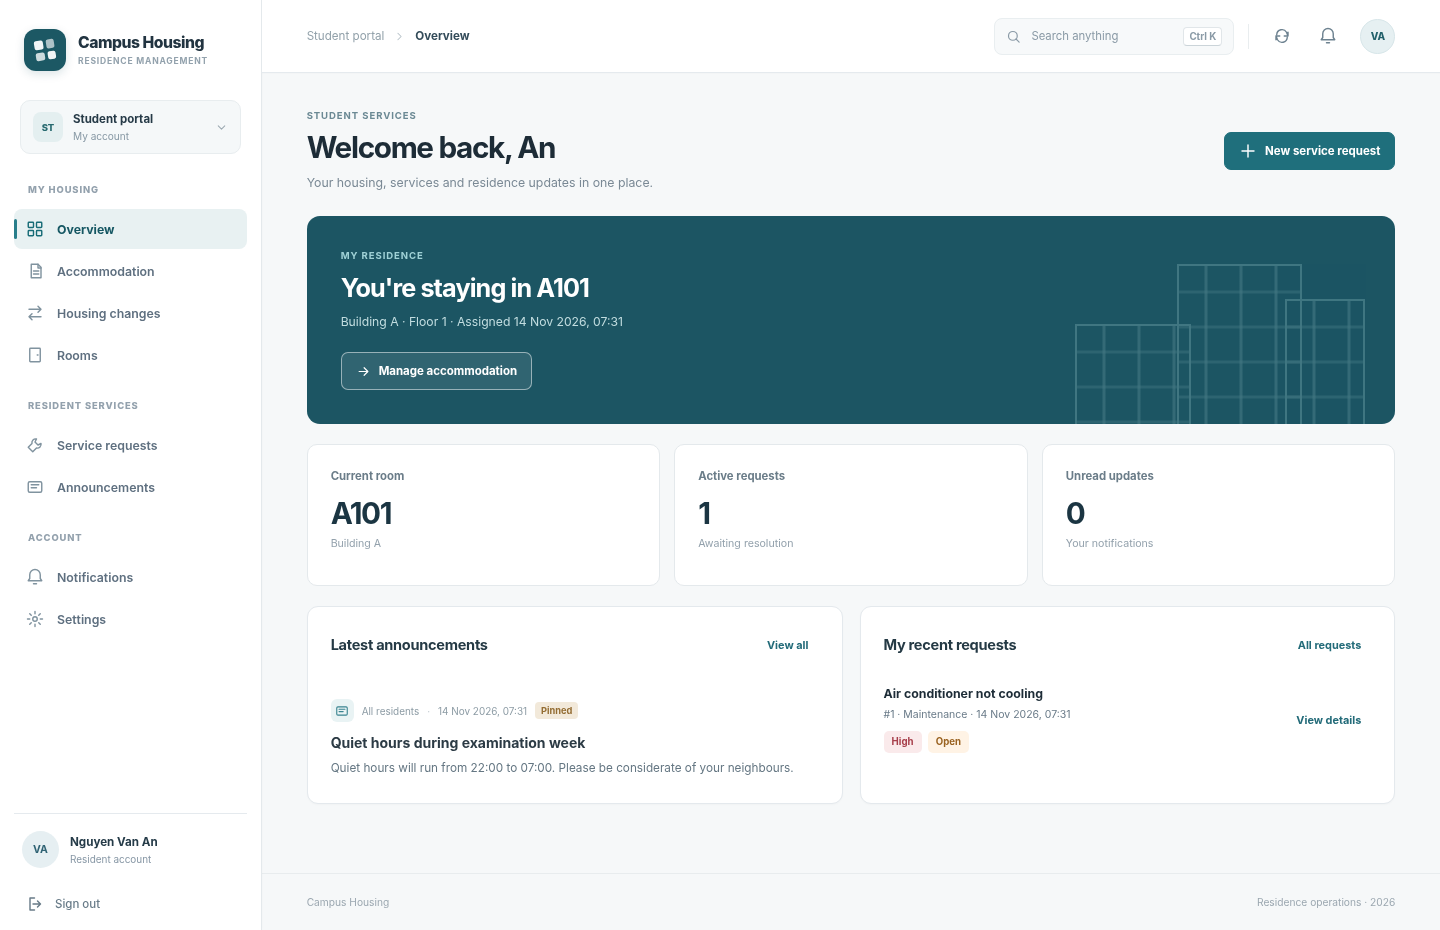 Campus Housing
RESIDENCE MANAGEMENT
ST
Student portal
My account
MY HOUSING
Overview
Accommodation
Housing changes
Rooms
RESIDENT SERVICES
Service requests
Announcements
ACCOUNT
Notifications
Settings
VA
Nguyen Van An
Resident account
Sign out
Student portal
Overview
Search anything
Ctrl K
VA
STUDENT SERVICES
Welcome back, An
Your housing, services and residence updates in one place.
New service request
MY RESIDENCE
You're staying in A101
Building A · Floor 1 · Assigned 14 Nov 2026, 07:31
Manage accommodation
Current room
A101
Building A
Active requests
1
Awaiting resolution
Unread updates
0
Your notifications
Latest announcements
View all
All residents · 14 Nov 2026, 07:31 Pinned
Quiet hours during examination week
Quiet hours will run from 22:00 to 07:00. Please be considerate of your neighbours.
My recent requests
All requests
Air conditioner not cooling
#1 · Maintenance · 14 Nov 2026, 07:31
High
Open
View details
Campus Housing
Residence operations · 2026